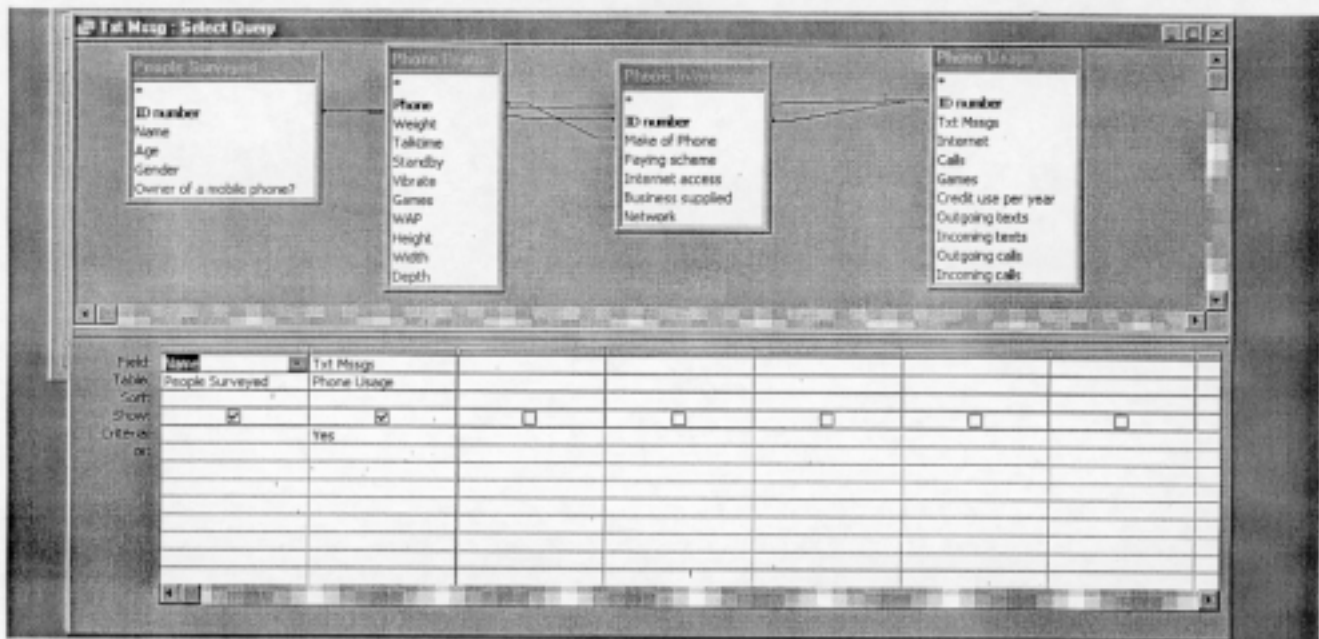 Txt Mssg : Select Query
People Surveyed
*
ID number
Name
Age
Gender
Owner of a mobile phone?
Phone
*
Phone
Weight
Talktime
Standby
Vibrate
Games
WAP
Height
Width
Depth
Phone
*
ID number
Make of Phone
Paying scheme
Internet access
Business supplied
Network
Phone Usage
*
ID number
Txt Mssgs
Internet
Calls
Games
Credit use per year
Outgoing texts
Incoming texts
Outgoing calls
Incoming calls
Field: Name Txt Mssgs
Table: People Surveyed Phone Usage
Sort:
Show:
Criteria: Yes
or: